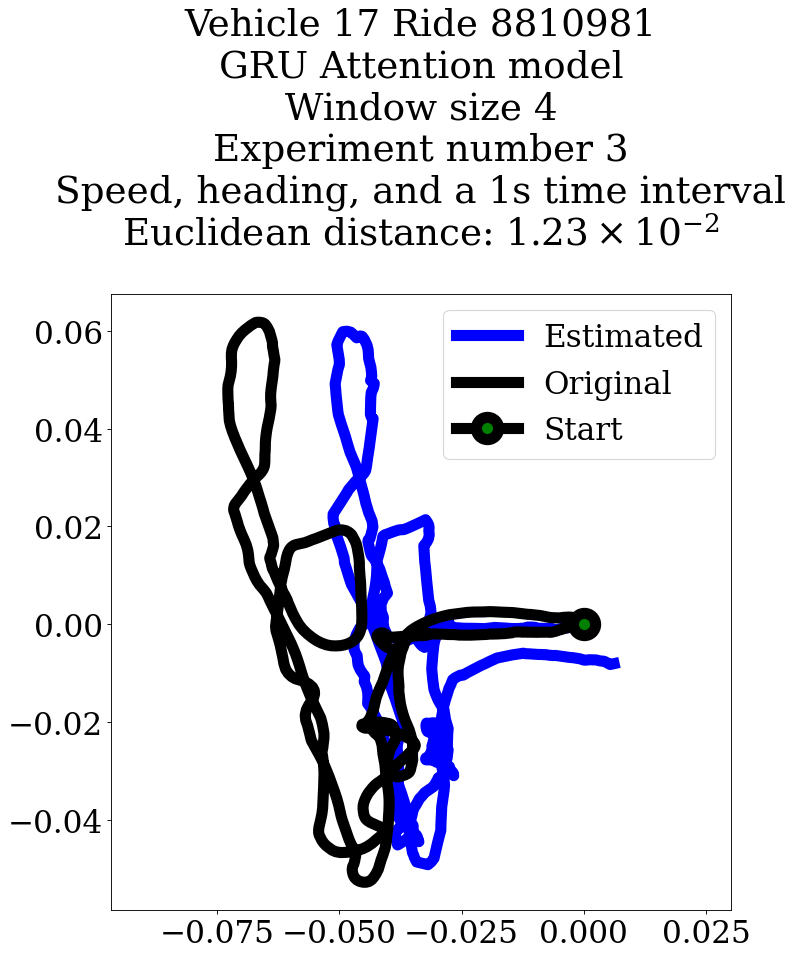 Vehicle 17 Ride 8810981
GRU Attention model
Window size 4
Experiment number 3
Speed, heading, and a 1s time interval
Euclidean distance: 1.23 × 10⁻²
Estimated
Original
Start
0.06
0.04
0.02
0.00
−0.02
−0.04
−0.075 −0.050 −0.025 0.000 0.025